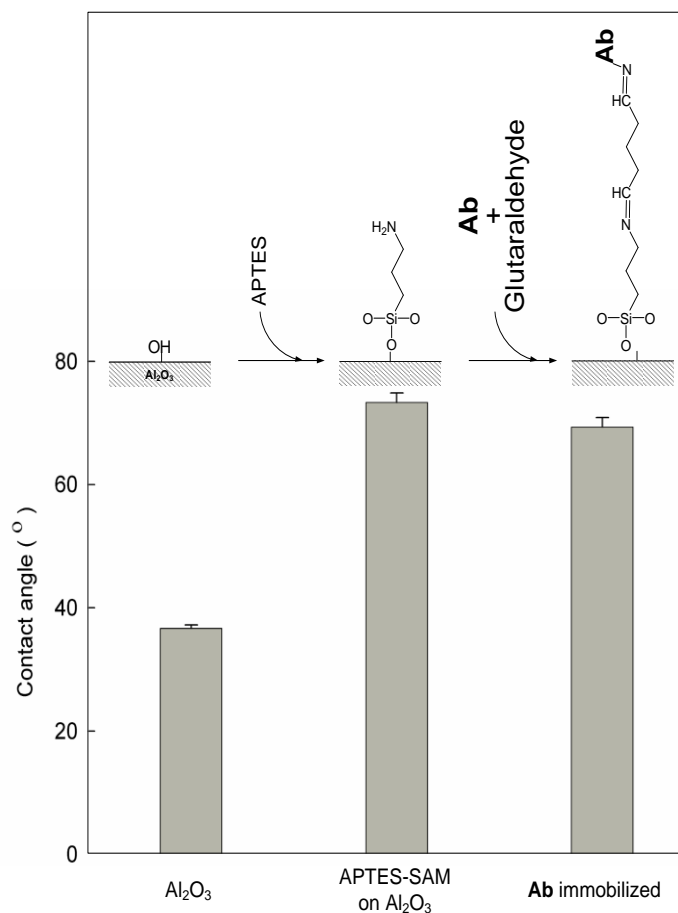 Ab
N
HC
CH
N
H₂N
Ab
+
Glutaraldehyde
APTES
O Si O
O
O Si O
O
OH
Al₂O₃
80
60
40
20
0
Contact angle ( ° )
Al₂O₃
APTES-SAM
on Al₂O₃
Ab immobilized